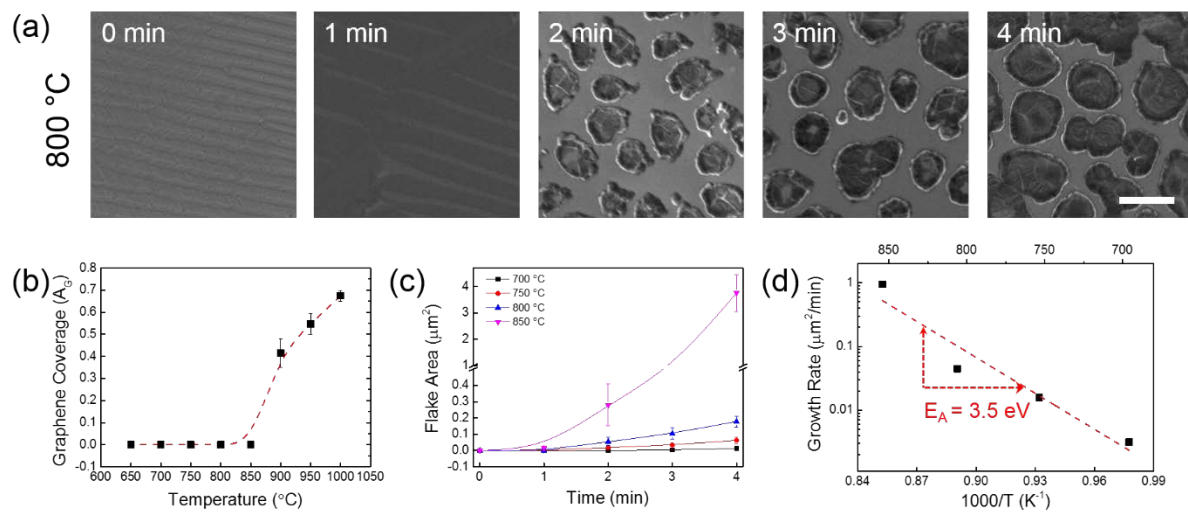 (a)
800 °C
0 min
1 min
2 min
3 min
4 min
(b)
Graphene Coverage (A_G)
0.8
0.7
0.6
0.5
0.4
0.3
0.2
0.1
0.0
-0.1
600 650 700 750 800 850 900 950 1000 1050
Temperature (°C)
(c)
Flake Area (μm²)
4
3
2
1
0.4
0.3
0.2
0.1
0.0
-0.1
700 °C
750 °C
800 °C
850 °C
0 1 2 3 4
Time (min)
(d)
850 800 750 700
Growth Rate (μm²/min)
1
0.1
0.01
E_A = 3.5 eV
0.84 0.87 0.90 0.93 0.96 0.99
1000/T (K⁻¹)